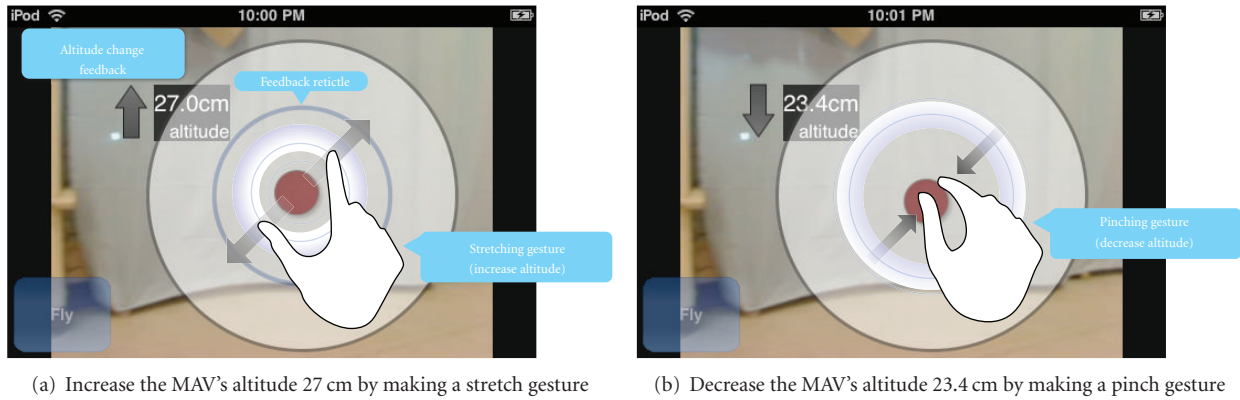 iPod 10:00 PM
Altitude change
feedback
Feedback retictle
27.0cm
altitude
Stretching gesture
(increase altitude)
Fly
(a) Increase the MAV's altitude 27 cm by making a stretch gesture
iPod 10:01 PM
23.4cm
altitude
Pinching gesture
(decrease altitude)
Fly
(b) Decrease the MAV's altitude 23.4 cm by making a pinch gesture